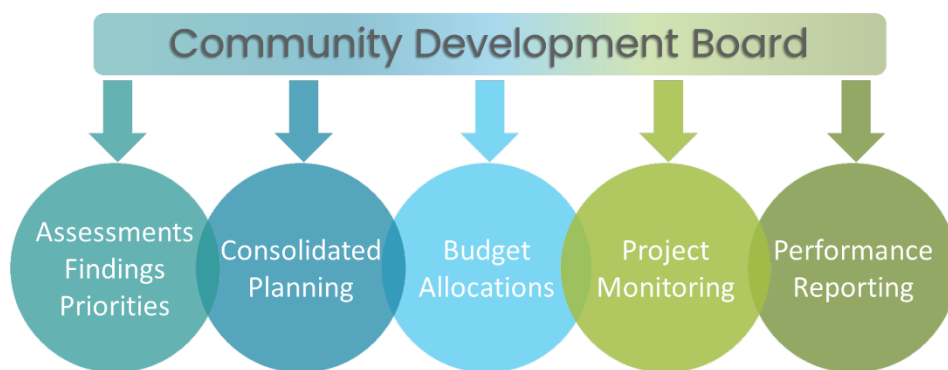 Community Development Board
Assessments
Findings
Priorities
Consolidated
Planning
Budget
Allocations
Project
Monitoring
Performance
Reporting